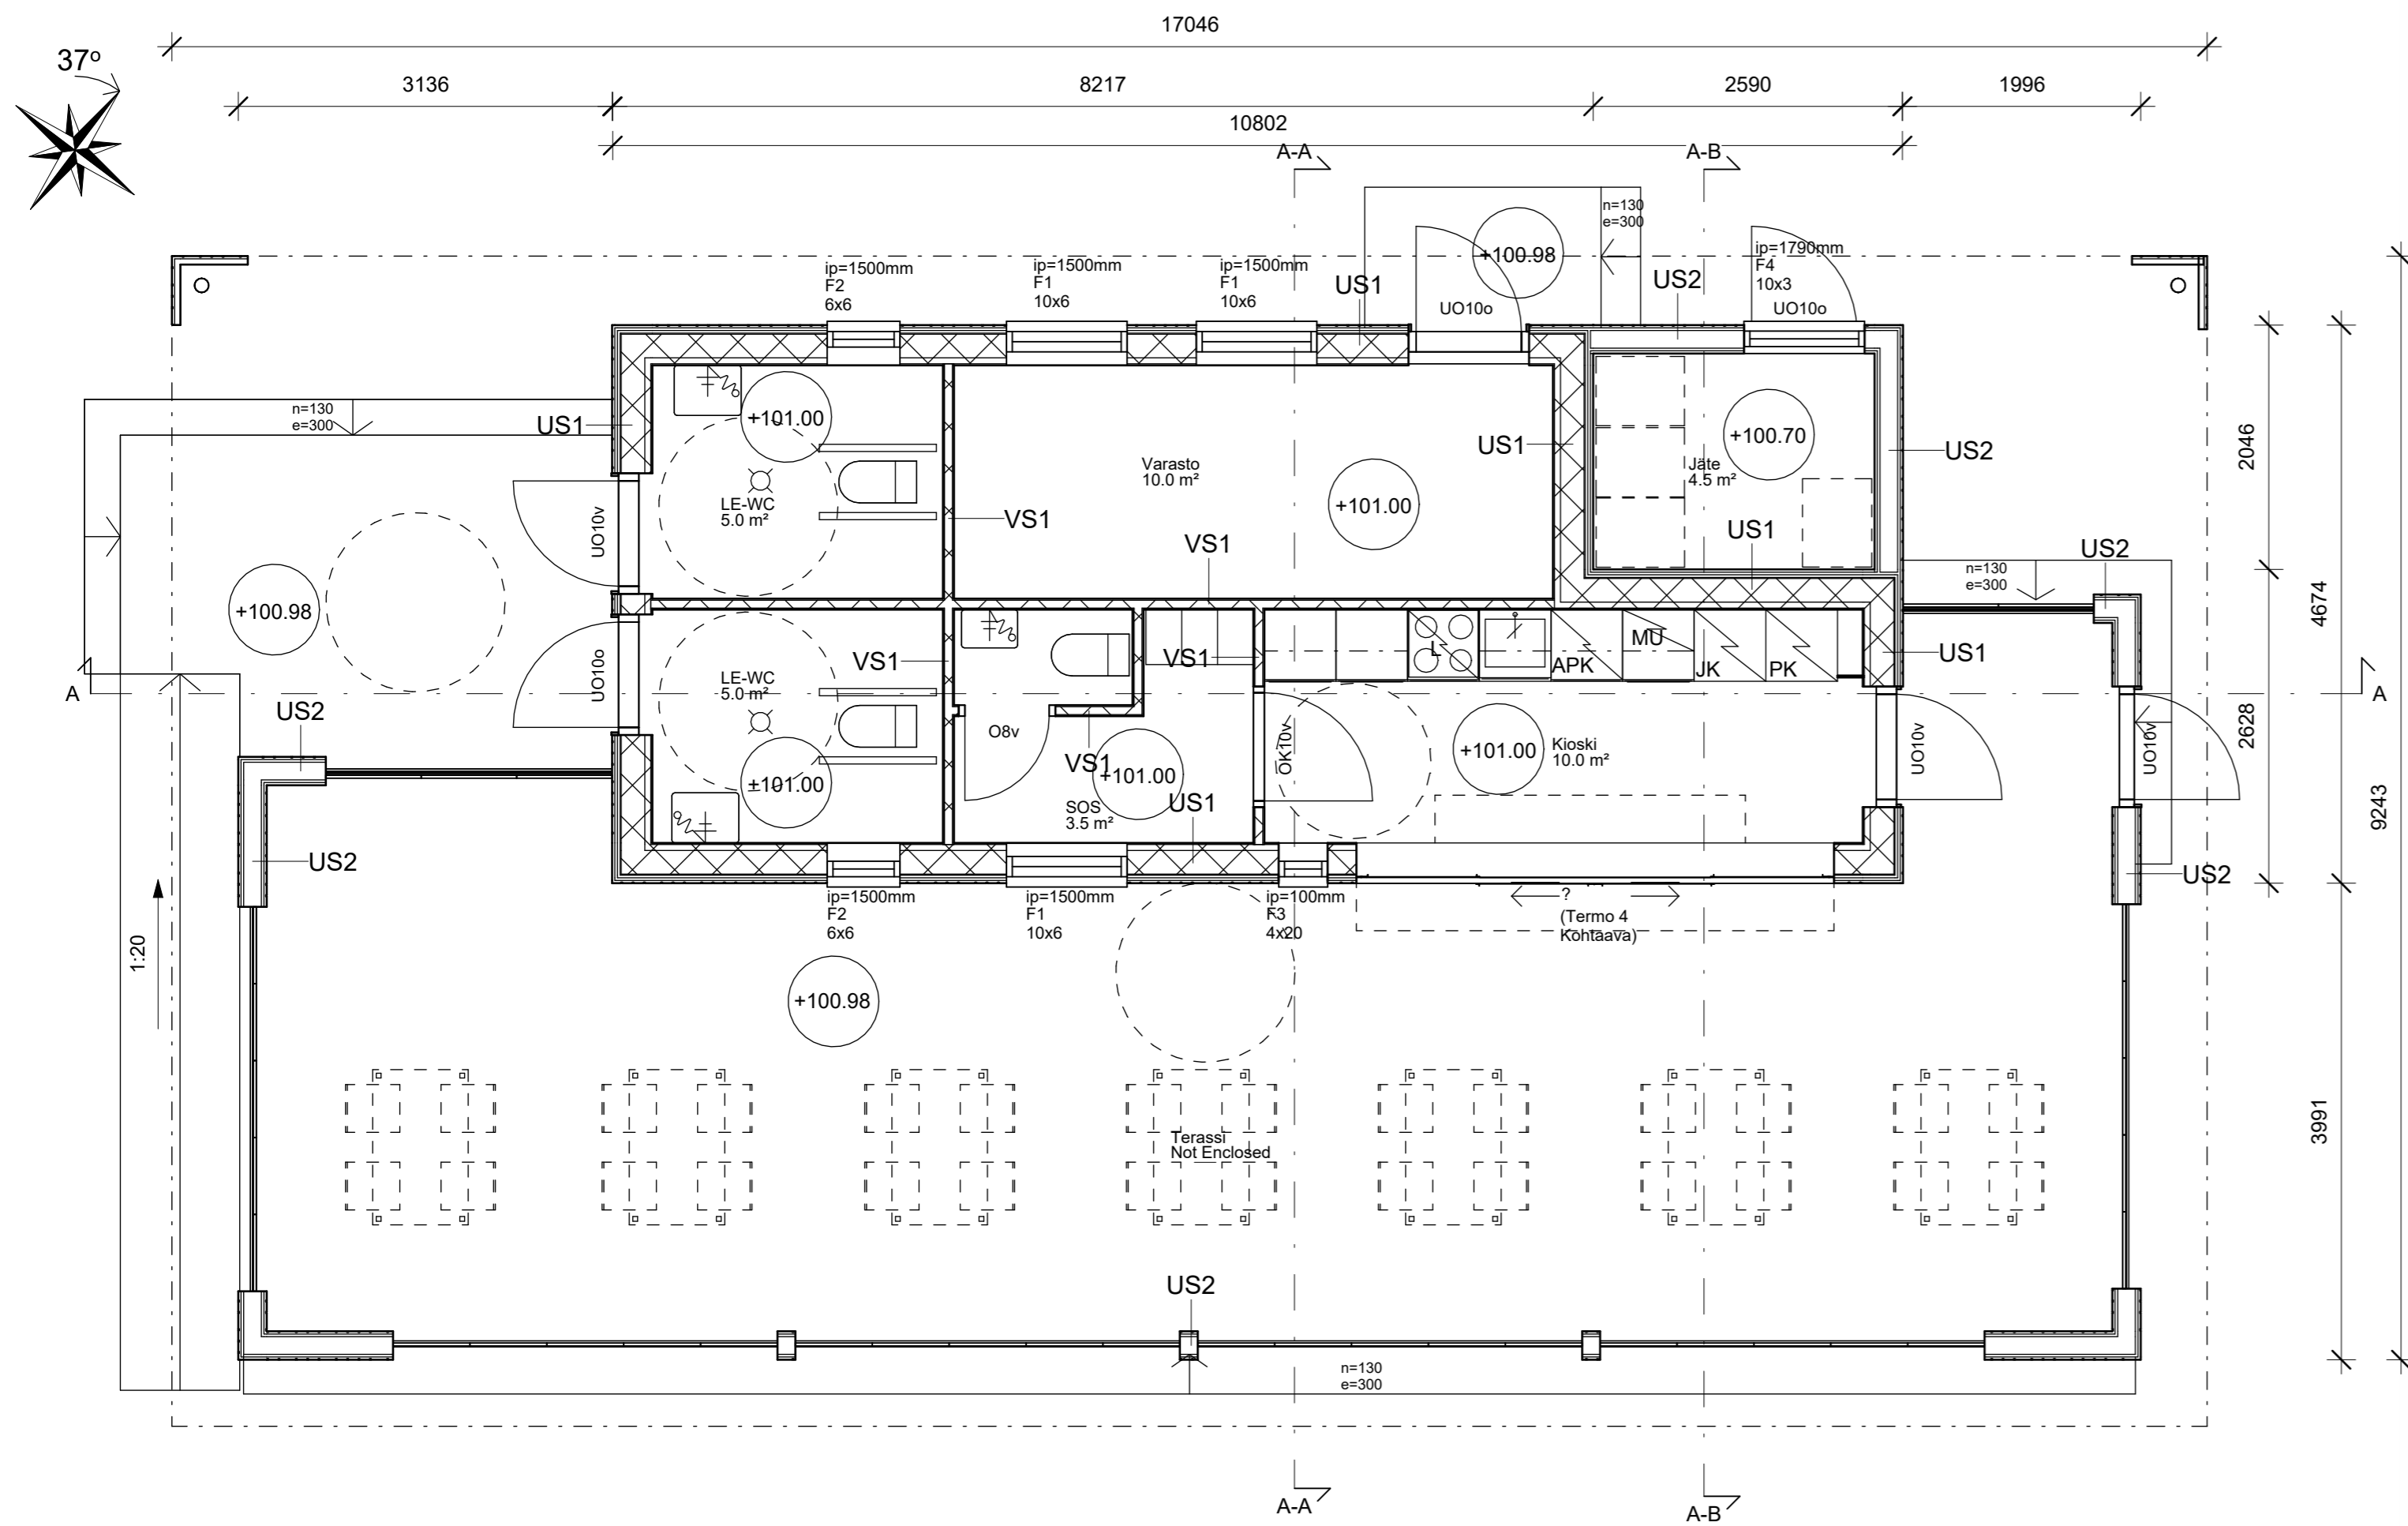 17046
37º
3136
8217
2590
1996
10802
A-A
A-B
n=130
e=300
+100.98
ip=1790mm
F4
10x3
UO10o
ip=1500mm
F2
6x6
ip=1500mm
F1
10x6
ip=1500mm
F1
10x6
US1
UO10o
US2
n=130
e=300
US1
+101.00
LE-WC
5.0 m²
UO10v
VS1
Varasto
10.0 m²
+101.00
US1
VS1
+100.70
Jäte
4.5 m²
US1
US2
2046
US2
n=130
e=300
4674
+100.98
UO10o
LE-WC
5.0 m²
VS1
VS1
L
APK
MU
JK
PK
US1
A
A
US2
O8v
VS1
+101.00
OK10v
+101.00
Kioski
10.0 m²
UO10v
UO10v
2628
+101.00
SOS
3.5 m²
US1
9243
US2
US2
ip=1500mm
F2
6x6
ip=1500mm
F1
10x6
ip=100mm
F3
4x20
?
(Termo 4
Kohtaava)
1:20
+100.98
3991
Terassi
Not Enclosed
US2
n=130
e=300
A-A
A-B